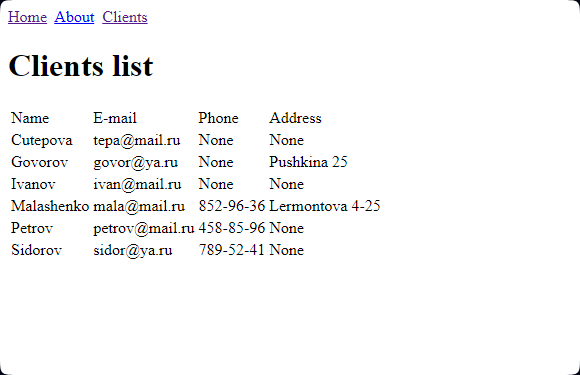 Home About Clients
Clients list
Name E-mail Phone Address
Cutepova tepa@mail.ru None None
Govorov govor@ya.ru None Pushkina 25
Ivanov ivan@mail.ru None None
Malashenko mala@mail.ru 852-96-36 Lermontova 4-25
Petrov petrov@mail.ru 458-85-96 None
Sidorov sidor@ya.ru 789-52-41 None